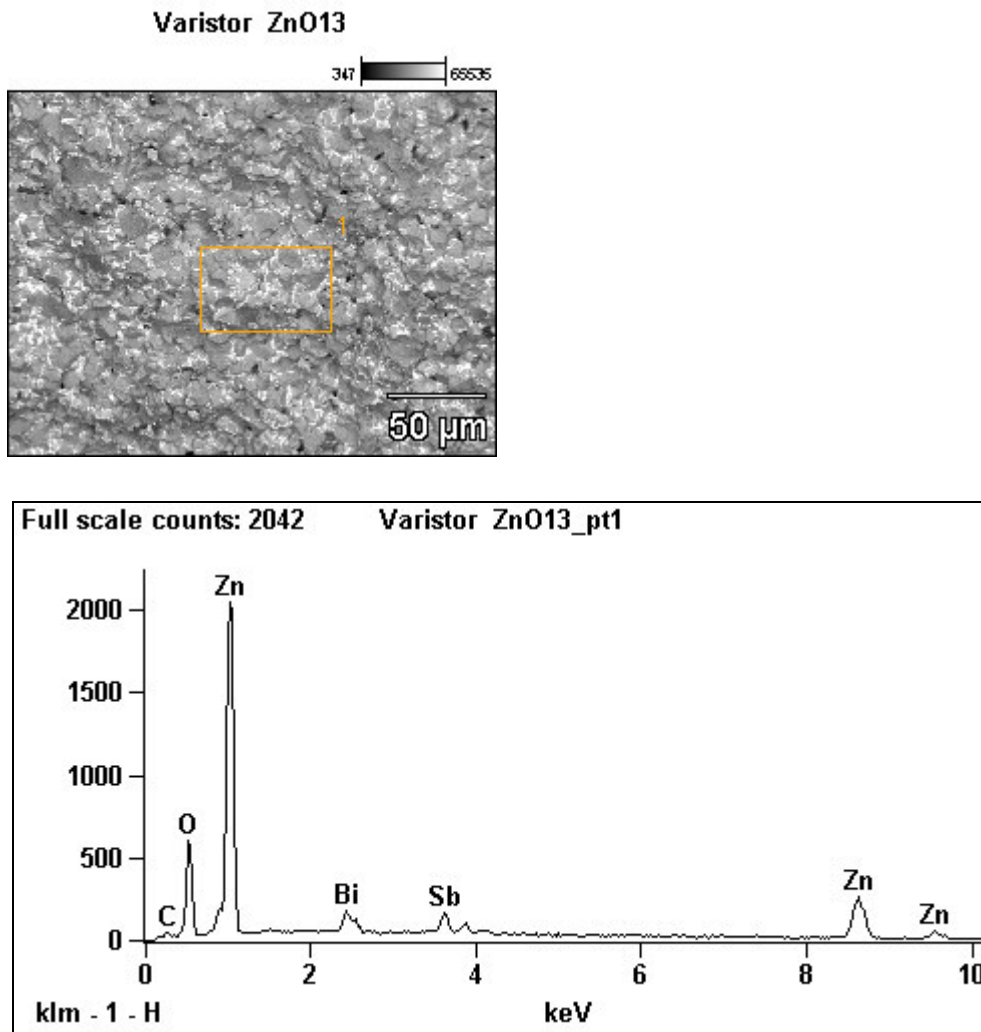 Varistor ZnO13
347 65535
1
50 µm
Full scale counts: 2042 Varistor ZnO13_pt1
Zn
2000
1500
1000
O
500
Bi
Sb
Zn
C
Zn
0
0 2 4 6 8 10
klm - 1 - H keV